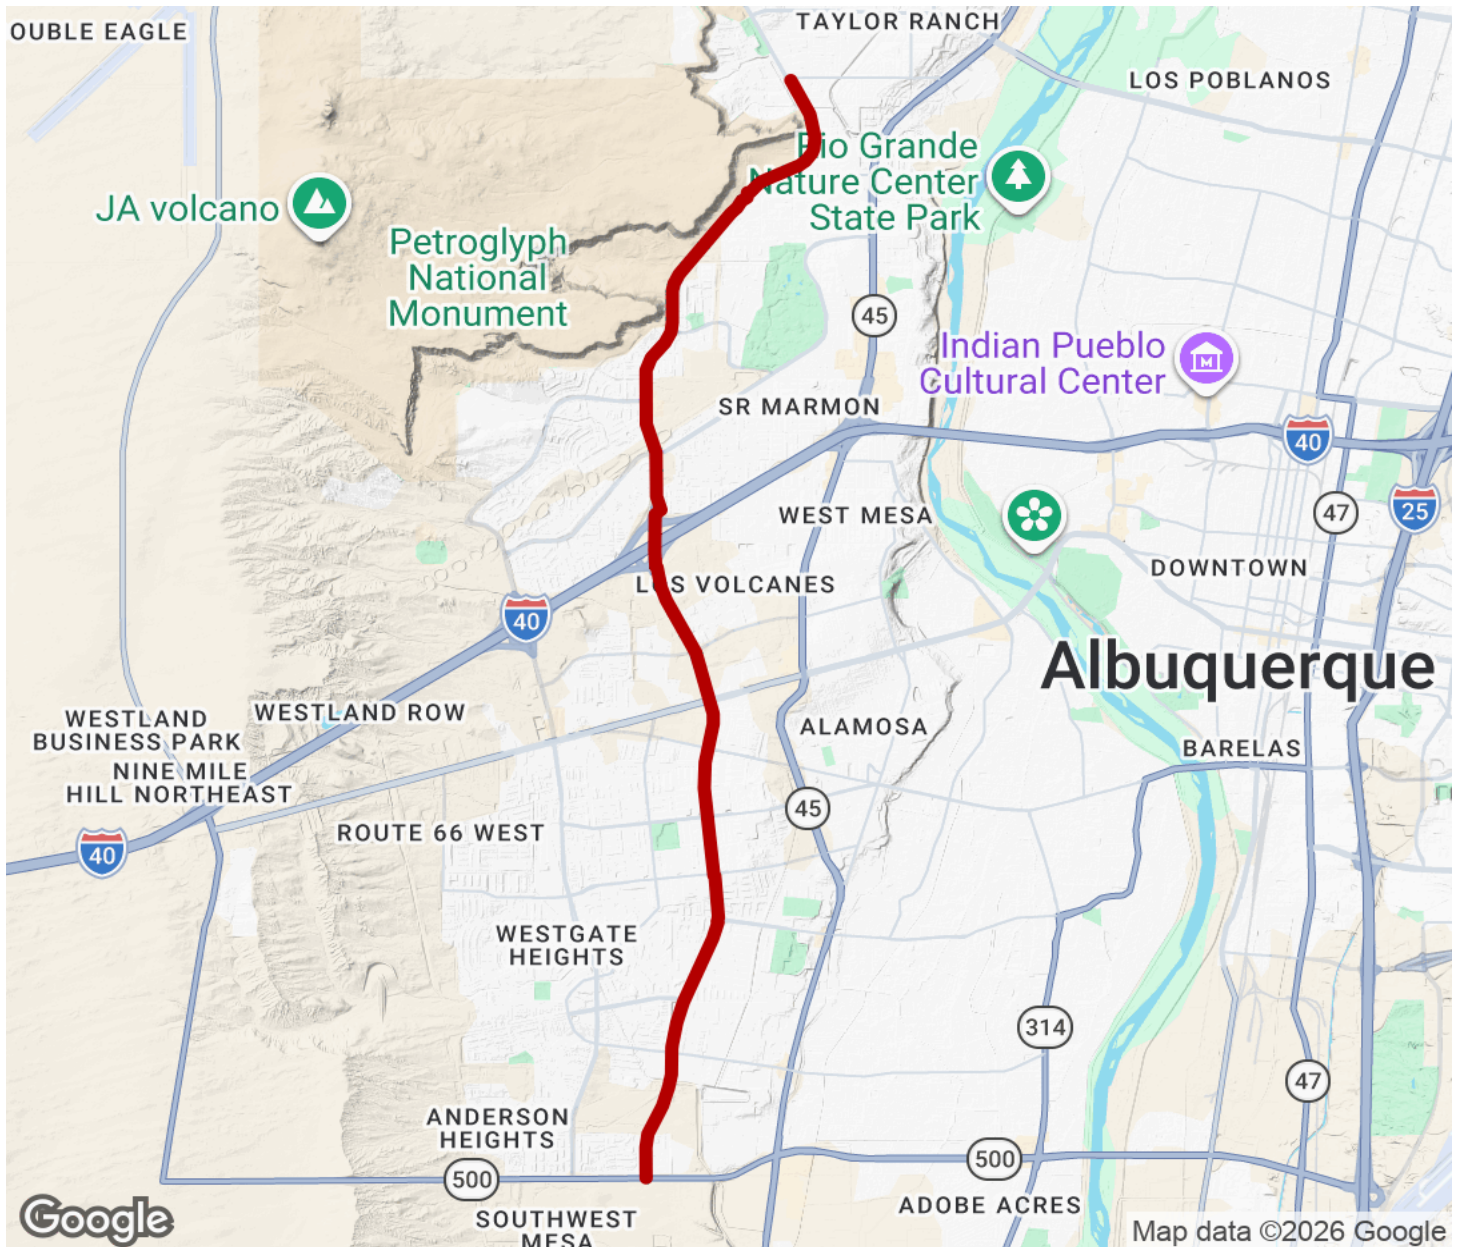 OUBLE EAGLE
TAYLOR RANCH
LOS POBLANOS
Rio Grande
Nature Center
State Park
JA volcano
Petroglyph
National
Monument
45
Indian Pueblo
Cultural Center
SR MARMON
40
47
25
WEST MESA
DOWNTOWN
LOS VOLCANES
40
Albuquerque
WESTLAND
BUSINESS PARK
WESTLAND ROW
ALAMOSA
BARELAS
NINE MILE
HILL NORTHEAST
45
ROUTE 66 WEST
40
WESTGATE
HEIGHTS
314
47
ANDERSON
HEIGHTS
500
500
ADOBE ACRES
SOUTHWEST
MESA
Google
Map data ©2026 Google